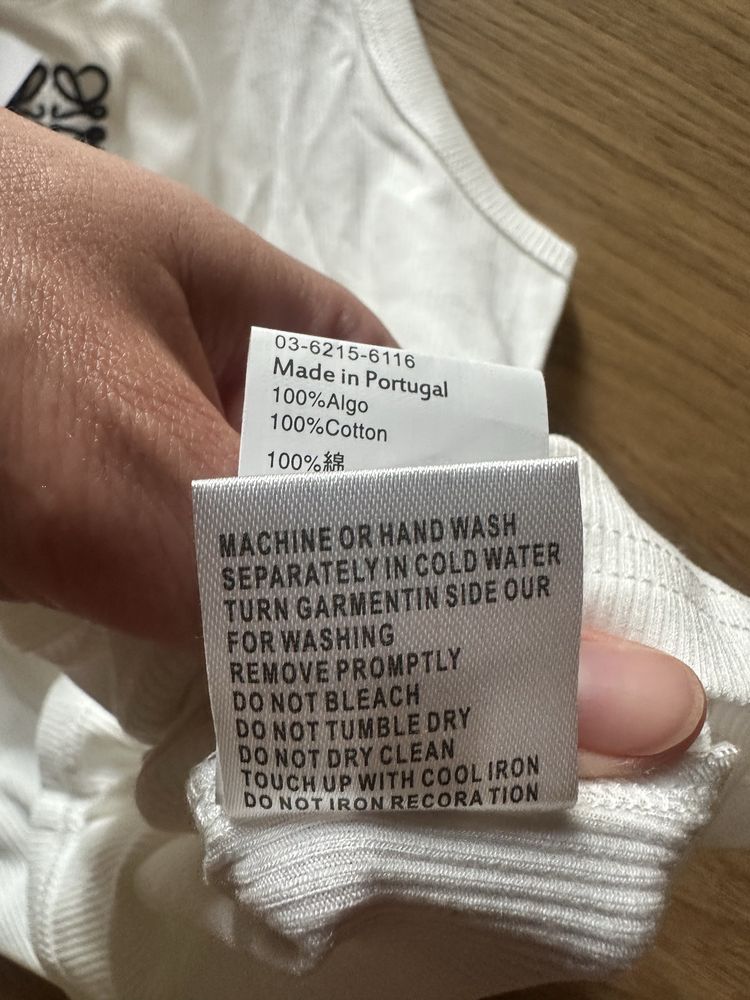 03-6215-6116
Made in Portugal
100%Algo
100%Cotton
100%綿
MACHINE OR HAND WASH
SEPARATELY IN COLD WATER
TURN GARMENTIN SIDE OUR
FOR WASHING
REMOVE PROMPTLY
DO NOT BLEACH
DO NOT TUMBLE DRY
DO NOT DRY CLEAN
TOUCH UP WITH COOL IRON
DO NOT IRON RECORATION